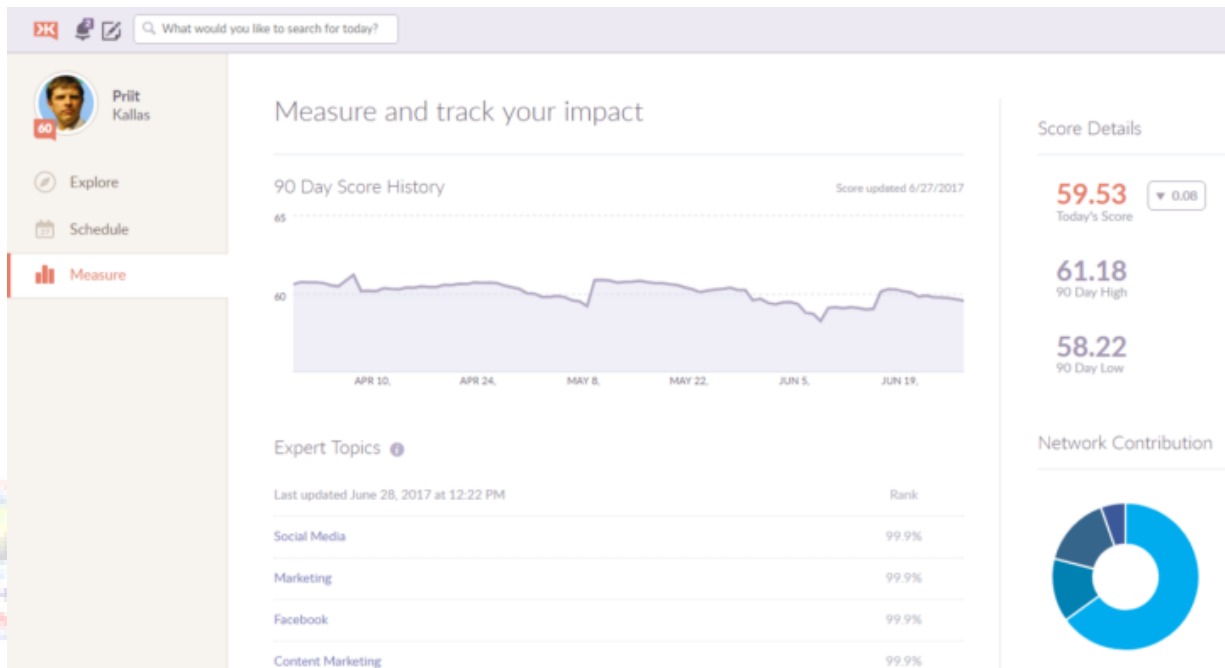 What would you like to search for today?
2
Priit
Kallas
60
Explore
Schedule
27
Measure
Measure and track your impact
90 Day Score History
Score updated 6/27/2017
65
60
APR 10,
APR 24,
MAY 8,
MAY 22,
JUN 5,
JUN 19,
Expert Topics
Last updated June 28, 2017 at 12:22 PM
Rank
Social Media
99.9%
Marketing
99.9%
Facebook
99.9%
Content Marketing
99.9%
Score Details
59.53
▼ 0.08
Today's Score
61.18
90 Day High
58.22
90 Day Low
Network Contribution